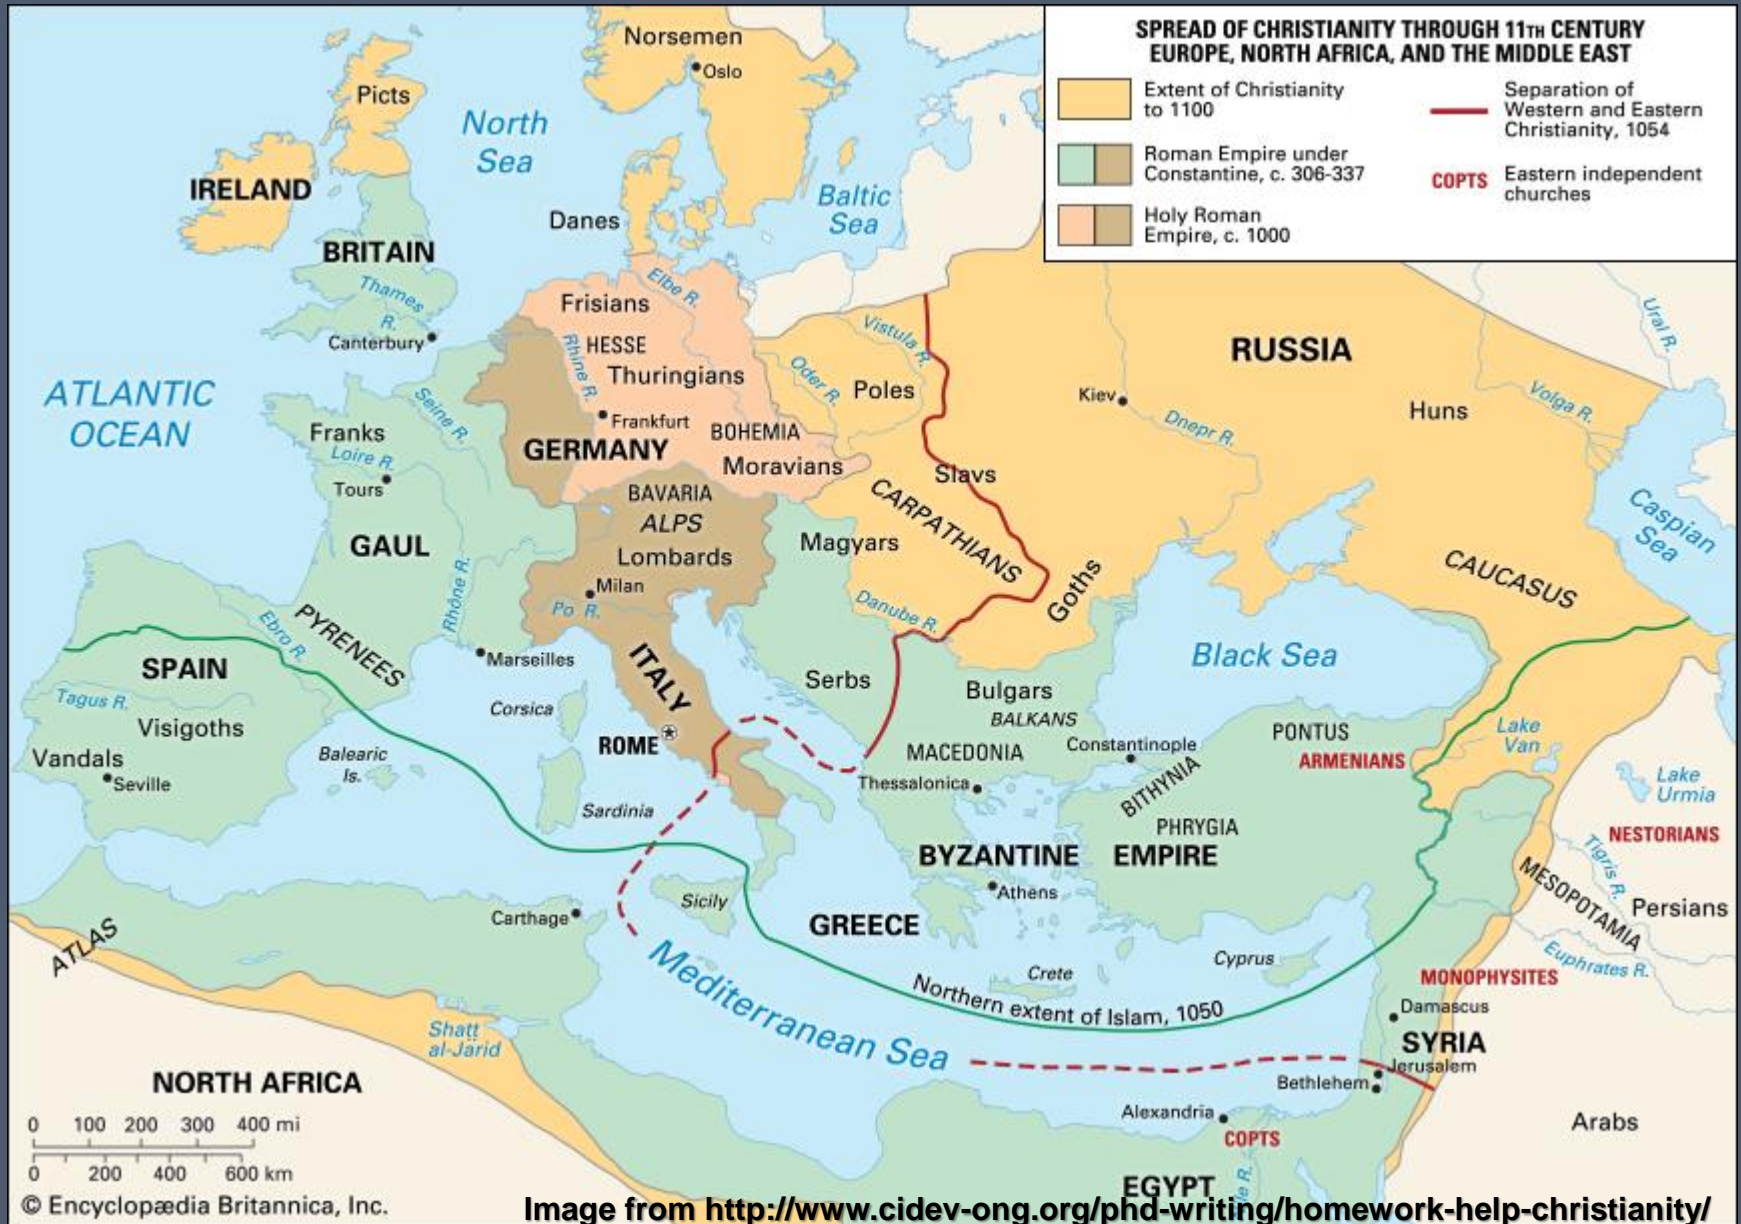 SPREAD OF CHRISTIANITY THROUGH 11TH CENTURY
EUROPE, NORTH AFRICA, AND THE MIDDLE EAST
Extent of Christianity
to 1100
Roman Empire under
Constantine, c. 306-337
Holy Roman
Empire, c. 1000
Separation of
Western and Eastern
Christianity, 1054
COPTS
Eastern independent
churches
Norsemen
Oslo
Picts
North
Sea
IRELAND
Baltic
Sea
Danes
BRITAIN
Thames
R.
Canterbury
Elbe R.
Frisians
HESSE
Rhine R.
Thuringians
Vistula R.
Oder R.
Poles
RUSSIA
Ural R.
Kiev
Dnepr R.
Huns
Volga R.
ATLANTIC
OCEAN
Seine R.
Franks
Loire R.
Tours
Frankfurt
GERMANY
BOHEMIA
Moravians
Slavs
BAVARIA
ALPS
Lombards
Milan
Po R.
GAUL
Rhône R.
Magyars
CARPATHIANS
Danube R.
Goths
CAUCASUS
Caspian
Sea
Ebro R.
PYRENEES
SPAIN
Tagus R.
Visigoths
Vandals
Seville
Marseilles
Corsica
ITALY
ROME
Balearic
Is.
Sardinia
Serbs
Bulgars
BALKANS
MACEDONIA
Constantinople
Thessalonica
Black Sea
PONTUS
ARMENIANS
BITHYNIA
PHRYGIA
Lake
Van
Lake
Urmia
NESTORIANS
Tigris R.
MESOPOTAMIA
Persians
Euphrates R.
BYZANTINE EMPIRE
Athens
GREECE
Sicily
Carthage
ATLAS
Mediterranean Sea
Crete
Cyprus
Northern extent of Islam, 1050
MONOPHYSITES
Damascus
SYRIA
Jerusalem
Bethlehem
Alexandria
COPTS
Arabs
EGYPT
Shaṭṭ
al-Jarīd
NORTH AFRICA
0 100 200 300 400 mi
0 200 400 600 km
© Encyclopædia Britannica, Inc.
Image from http://www.cidev-ong.org/phd-writing/homework-help-christianity/